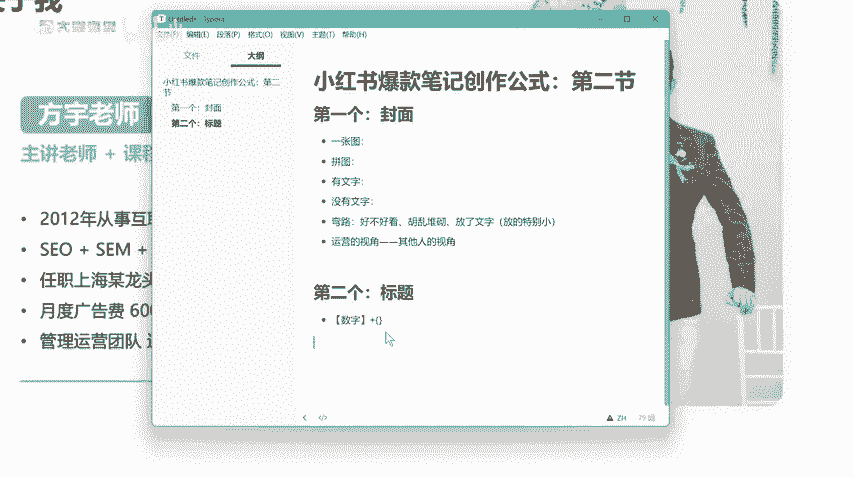 方宇老师
主讲老师 + 课程
2012年从事互联
SEO + SEM +
任职上海某龙头
月度广告费 600
管理运营团队
Untitled• - Typora
文件(F) 编辑(E) 段落(P) 格式(O) 视图(V) 主题(T) 帮助(H)
文件 大纲
小红书爆款笔记创作公式：第二
节
第一个：封面
第二个：标题
小红书爆款笔记创作公式：第二节
第一个：封面
一张图：
拼图：
有文字：
没有文字：
弯路：好不好看、胡乱堆砌、放了文字（放的特别小）
运营的视角——其他人的视角
第二个：标题
【数字】+{}
ZH 79 词